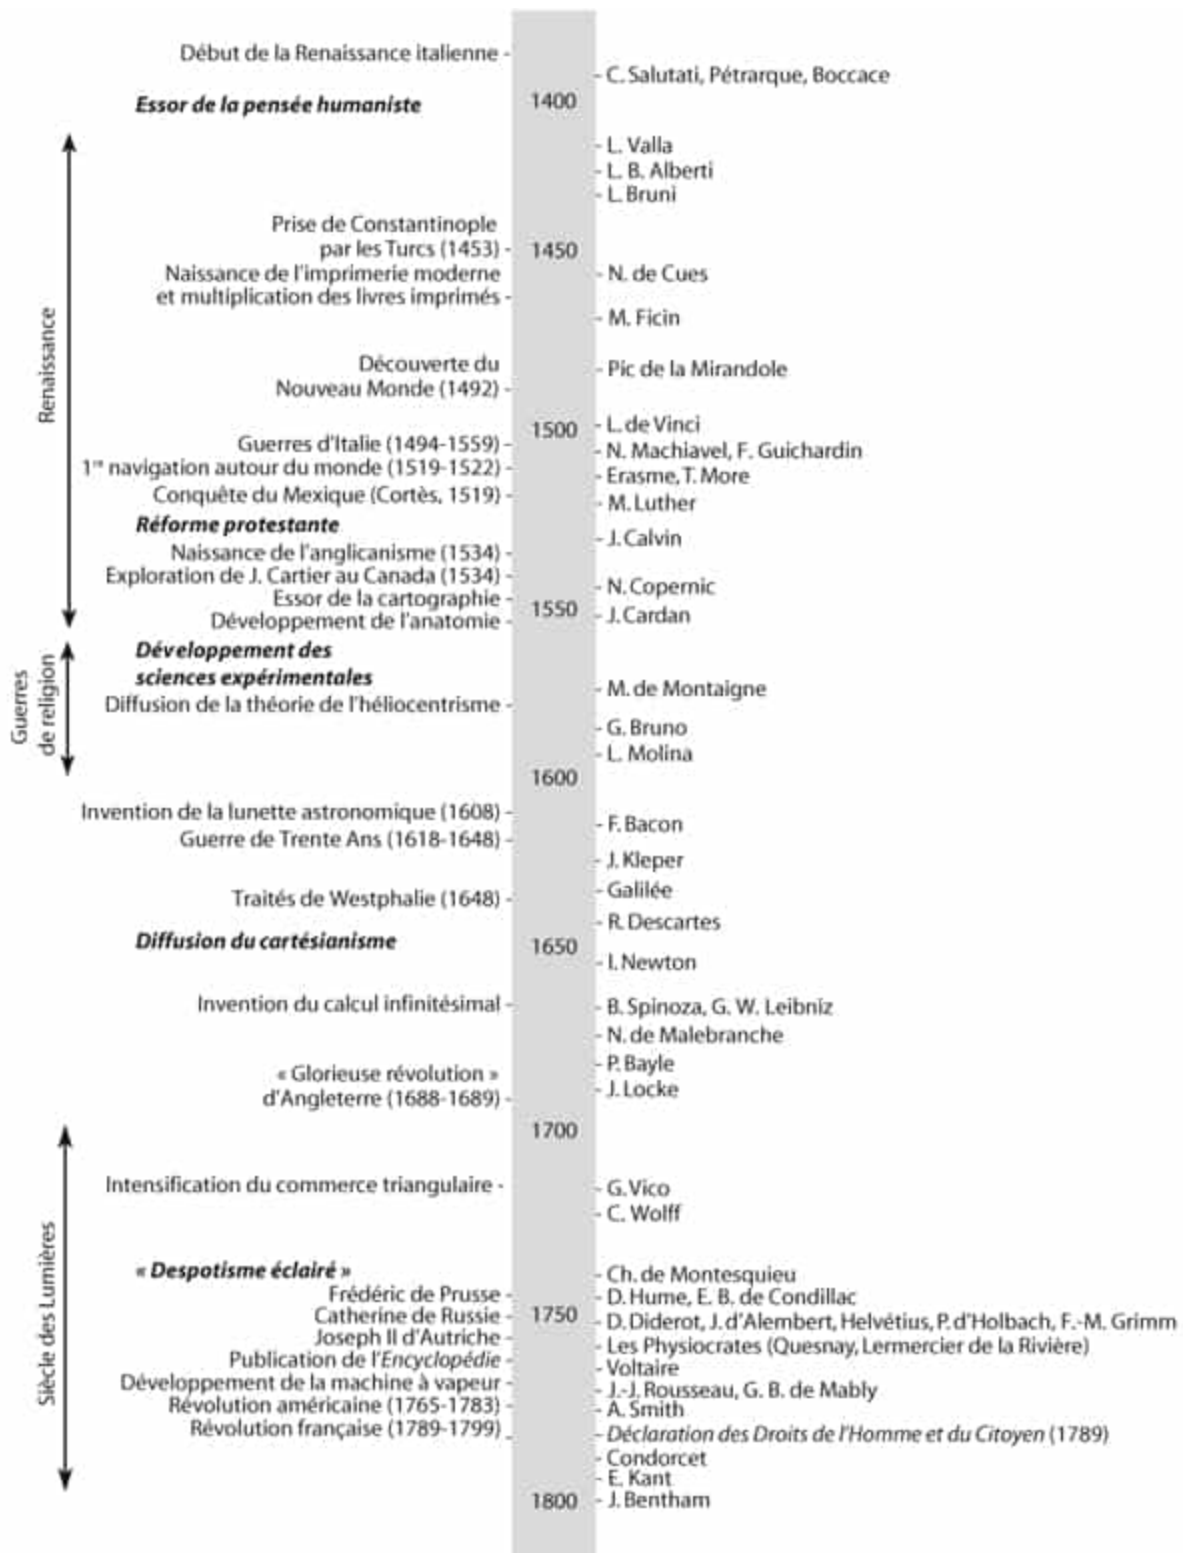 Début de la Renaissance italienne -
- C. Salutati, Pétrarque, Boccace
Essor de la pensée humaniste
1400
- L. Valla
- L. B. Alberti
- L. Bruni
Prise de Constantinople
par les Turcs (1453) -
1450
Naissance de l'imprimerie moderne
- N. de Cues
et multiplication des livres imprimés -
- M. Ficin
Renaissance
Découverte du
- Pic de la Mirandole
Nouveau Monde (1492) -
1500
- L. de Vinci
Guerres d'Italie (1494-1559) -
- N. Machiavel, F. Guichardin
1re navigation autour du monde (1519-1522) -
- Erasme, T. More
Conquête du Mexique (Cortès, 1519) -
- M. Luther
Réforme protestante
- J. Calvin
Naissance de l'anglicanisme (1534) -
Exploration de J. Cartier au Canada (1534) -
- N. Copernic
Essor de la cartographie -
1550
- J. Cardan
Développement de l'anatomie -
Développement des
sciences expérimentales
Guerres
de religion
- M. de Montaigne
Diffusion de la théorie de l'héliocentrisme -
- G. Bruno
- L. Molina
1600
Invention de la lunette astronomique (1608) -
- F. Bacon
Guerre de Trente Ans (1618-1648) -
- J. Kleper
- Galilée
Traités de Westphalie (1648) -
- R. Descartes
Diffusion du cartésianisme
1650
- I. Newton
Invention du calcul infinitésimal -
- B. Spinoza, G. W. Leibniz
- N. de Malebranche
- P. Bayle
« Glorieuse révolution »
- J. Locke
d'Angleterre (1688-1689) -
1700
Intensification du commerce triangulaire -
- G. Vico
- C. Wolff
Siècle des Lumières
« Despotisme éclairé »
- Ch. de Montesquieu
Frédéric de Prusse -
- D. Hume, E. B. de Condillac
Catherine de Russie -
1750
- D. Diderot, J. d'Alembert, Helvétius, P. d'Holbach, F.-M. Grimm
Joseph II d'Autriche -
- Les Physiocrates (Quesnay, Lermercier de la Rivière)
Publication de l'Encyclopédie -
- Voltaire
Développement de la machine à vapeur -
- J.-J. Rousseau, G. B. de Mably
Révolution américaine (1765-1783) -
- A. Smith
Révolution française (1789-1799) -
- Déclaration des Droits de l'Homme et du Citoyen (1789)
- Condorcet
- E. Kant
1800
- J. Bentham